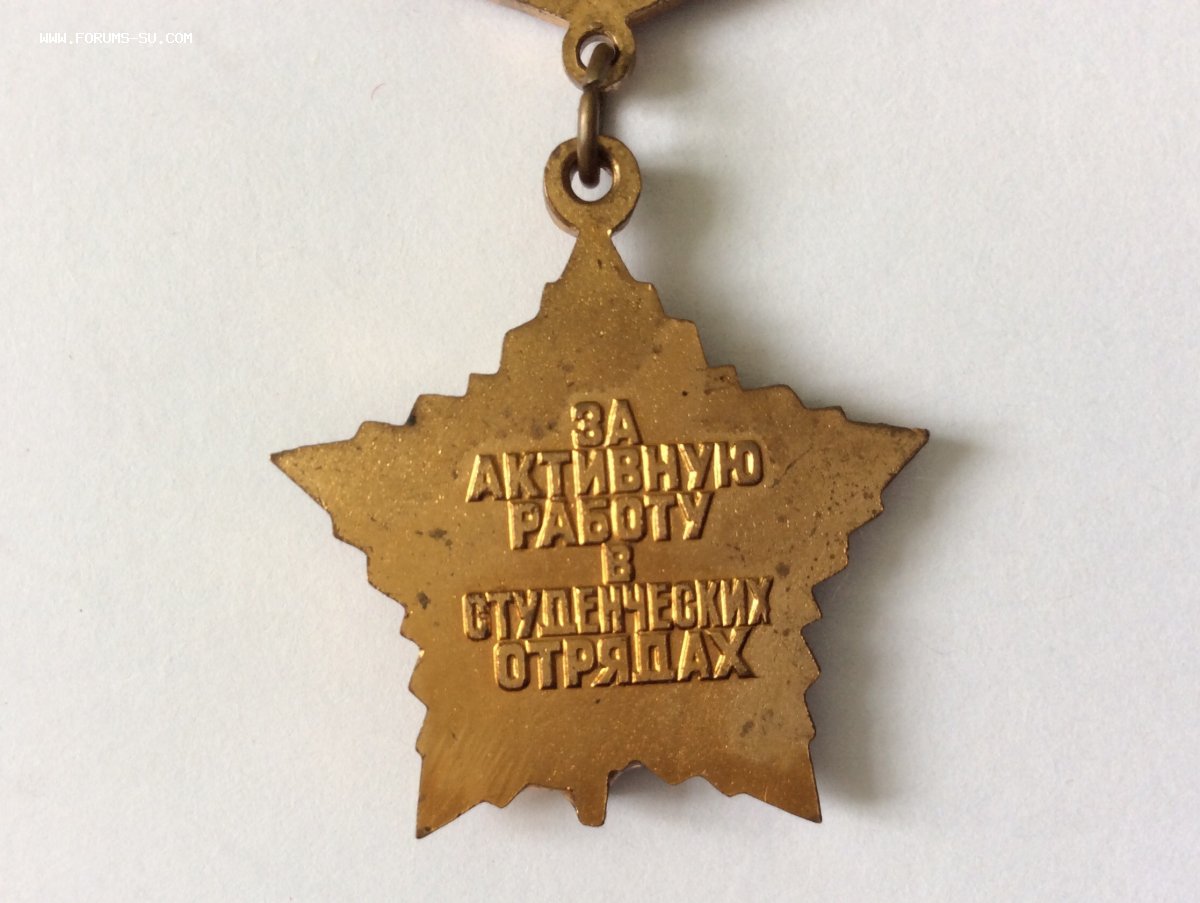 WWW.FORUMS-SU.COM
ЗА
АКТИВНУЮ
РАБОТУ
В
СТУДЕНЧЕСКИХ
ОТРЯДАХ